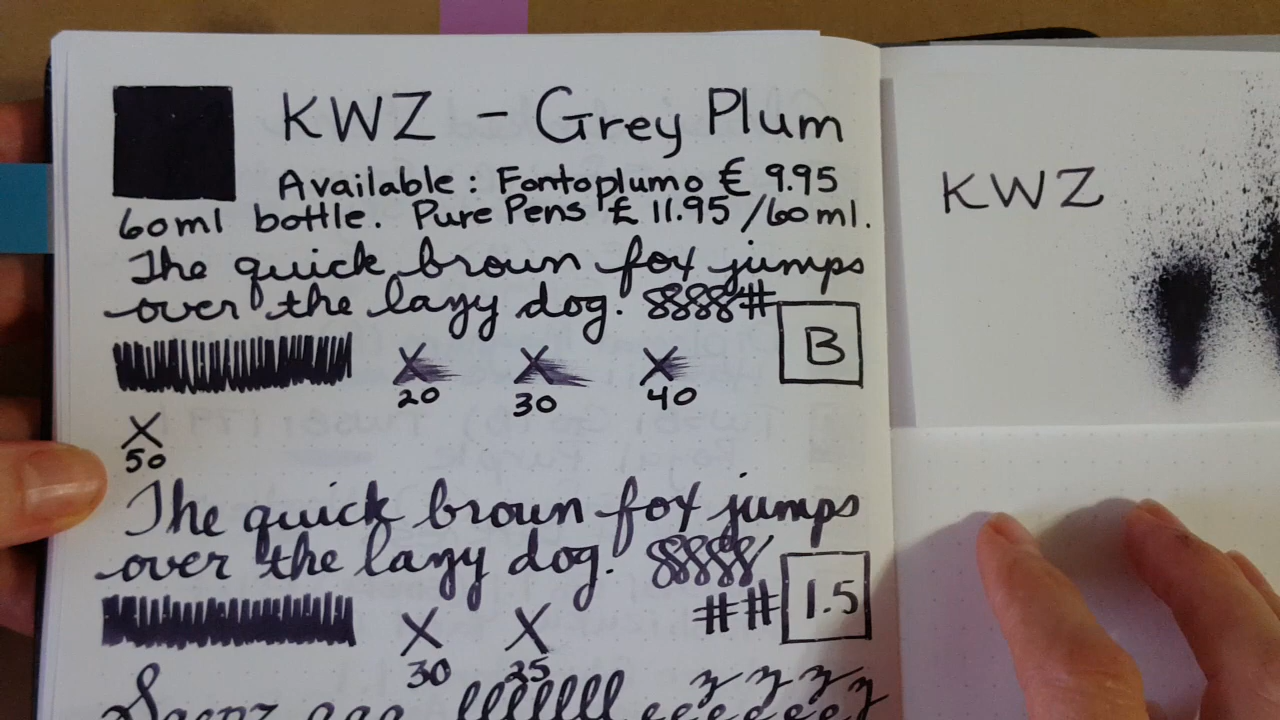 KWZ - Grey Plum
Available: Fontoplumo € 9.95
60ml bottle. Pure Pens £ 11.95/60ml.
The quick brown fox jumps
over the lazy dog. 8888#
B
X X X
20 30 40
X
50
The quick brown fox jumps
over the lazy dog. 8888
## 1.5
X X
30 25
KWZ